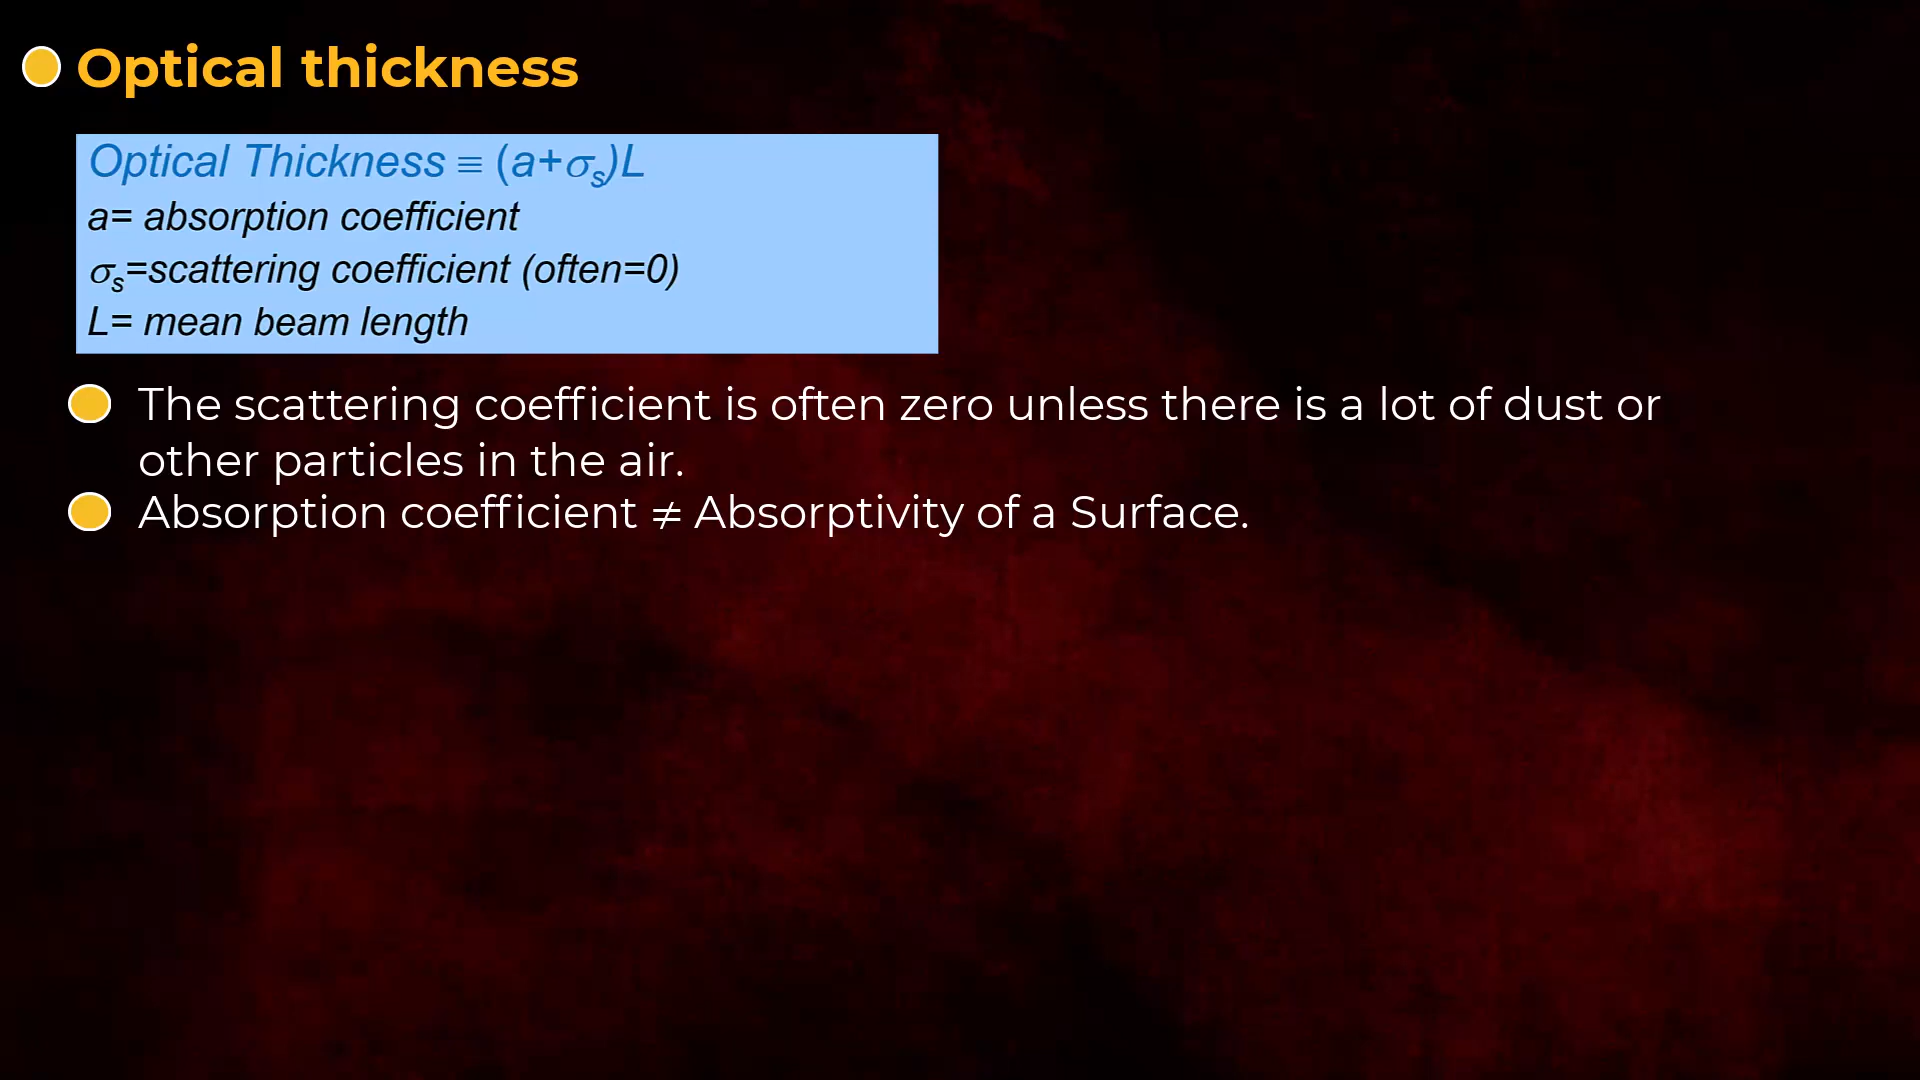 Optical thickness
Optical Thickness ≡ (a+σs)L
a= absorption coefficient
σs=scattering coefficient (often=0)
L= mean beam length
The scattering coefficient is often zero unless there is a lot of dust or
other particles in the air.
Absorption coefficient ≠ Absorptivity of a Surface.